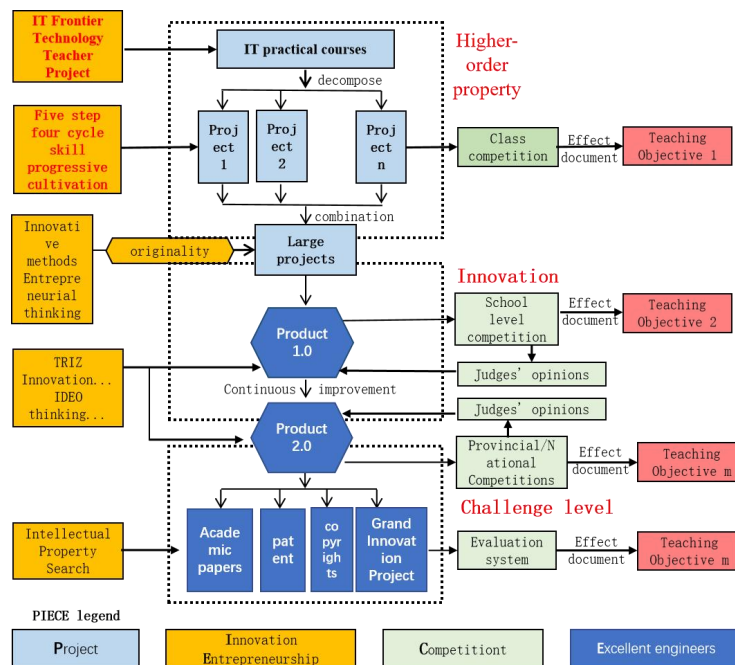 IT Frontier
Technology
Teacher
Project
IT practical courses
Higher-
order
property
decompose
Five step
four cycle
skill
progressive
cultivation
Proj
ect
1
Proj
ect
2
Proj
ect
n
Class
competition
Effect
document
Teaching
Objective 1
combination
Innovati
ve
methods
Entrepre
neurial
thinking
originality
Large
projects
Innovation
Product
1.0
School
level
competition
Effect
document
Teaching
Objective 2
TRIZ
Innovation...
IDEO
thinking...
Judges' opinions
Continuous improvement
Judges' opinions
Product
2.0
Provincial/N
ational
Competitions
Effect
document
Teaching
Objective m
Challenge level
Intellectual
Property
Search
Acade
mic
papers
pat
ent
co
pyr
igh
ts
Grand
Innovat
ion
Project
Evaluation
system
Effect
document
Teaching
Objective m
PIECE legend
Project
Innovation
Entrepreneurship
Competitiont
Excellent engineers